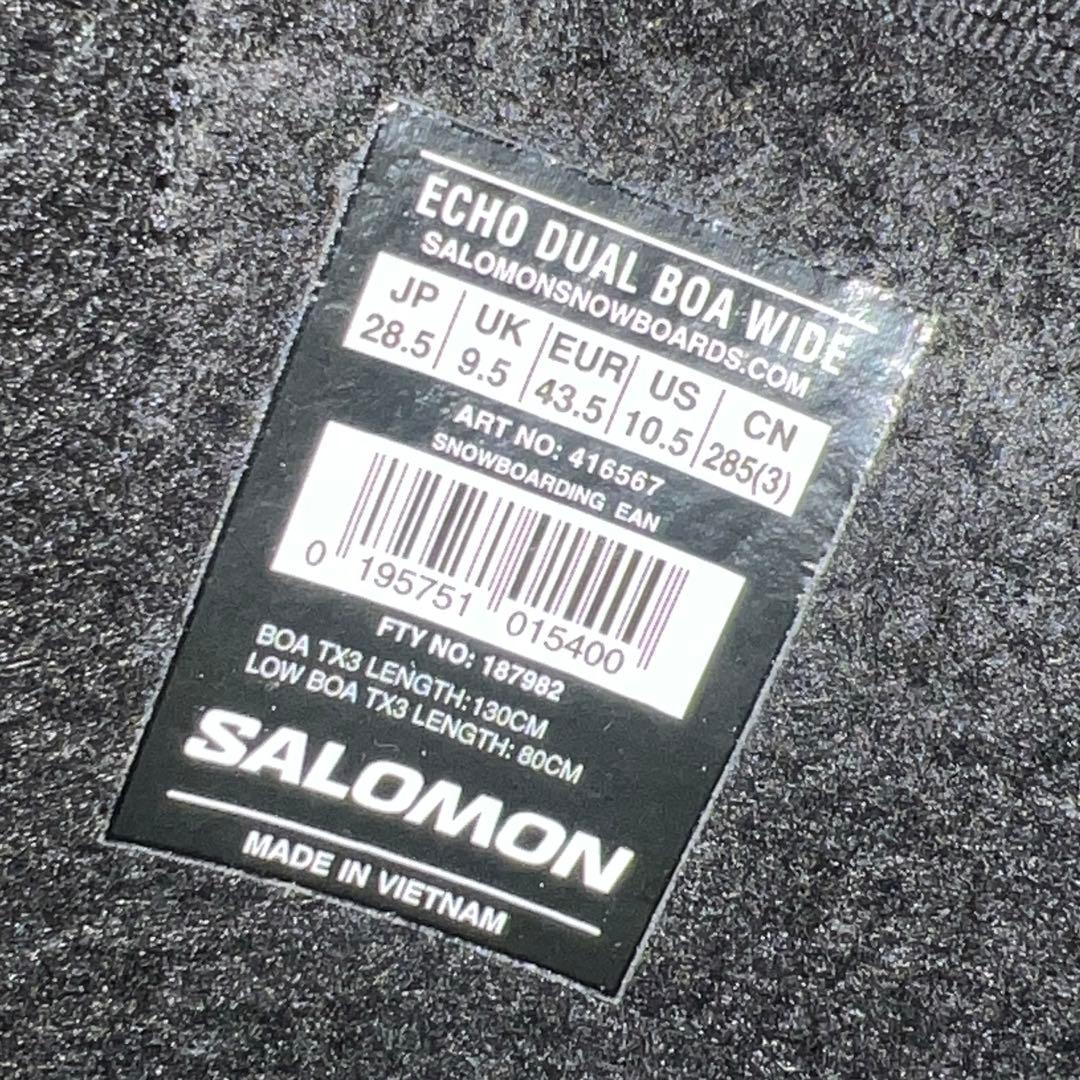 ECHO DUAL BOA WIDE
SALOMONSNOWBOARDS.COM
JP UK EUR US CN
28.5 9.5 43.5 10.5 285(3)
ART NO: 416567
SNOWBOARDING EAN
0 195751 015400
FTY NO: 187982
BOA TX3 LENGTH:130CM
LOW BOA TX3 LENGTH: 80CM
SALOMON
MADE IN VIETNAM